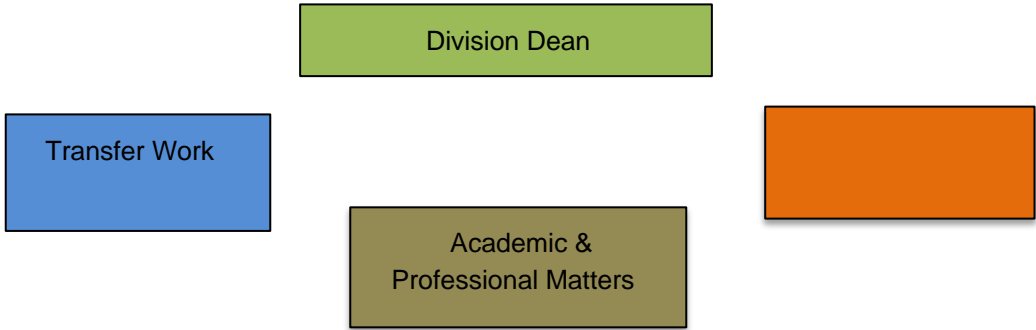 Division Dean
Transfer Work
Academic &
Professional Matters